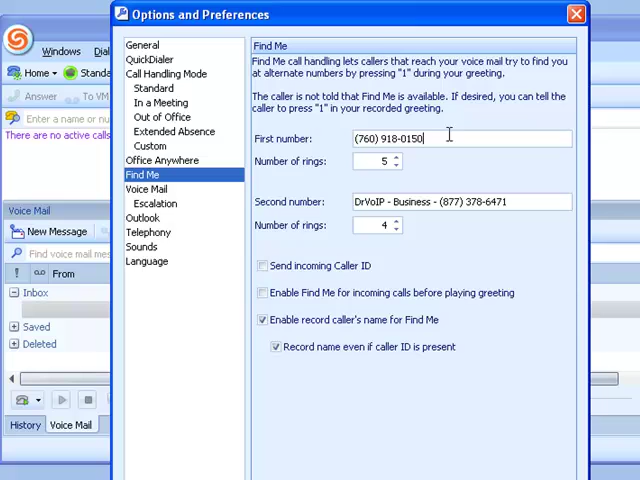 Options and Preferences
Windows
Home
Answer
To VM
Enter a name or
There are no active calls
Voice Mail
New Message
Find voice mail mes
! From
Inbox
Saved
Deleted
History
Voice Mail
General
QuickDialer
Call Handling Mode
Standard
In a Meeting
Out of Office
Extended Absence
Custom
Office Anywhere
Find Me
Voice Mail
Escalation
Outlook
Telephony
Sounds
Language
Find Me
Find Me call handling lets callers that reach your voice mail try to find you
at alternate numbers by pressing "1" during your greeting.
The caller is not told that Find Me is available. If desired, you can tell the
caller to press "1" in your recorded greeting.
First number: (760) 918-0150
Number of rings: 5
Second number: DrVoIP - Business - (877) 378-6471
Number of rings: 4
Send incoming Caller ID
Enable Find Me for incoming calls before playing greeting
Enable record caller's name for Find Me
Record name even if caller ID is present